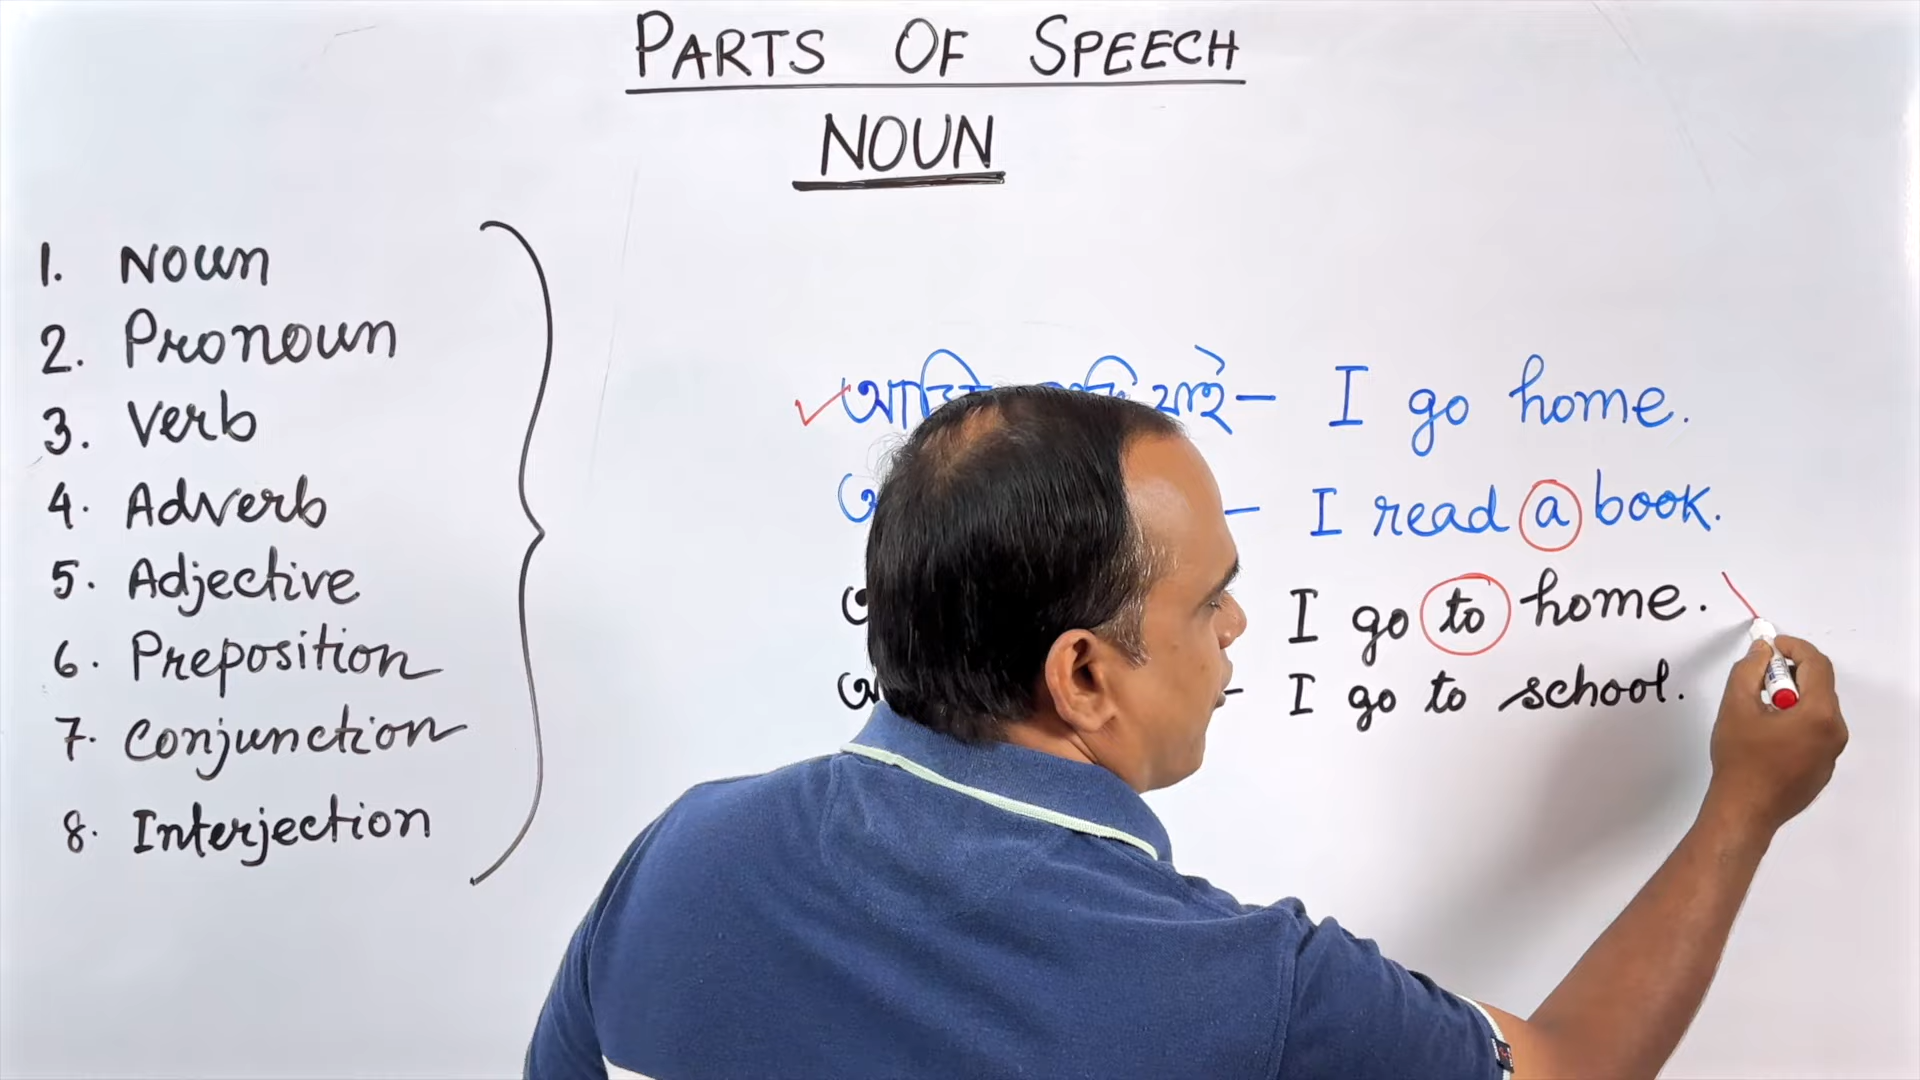 PARTS OF SPEECH
NOUN
1. Noun
2. Pronoun
3. Verb
4. Adverb
5. Adjective
6. Preposition
7. Conjunction
8. Interjection
যাই– I go home.
– I read a book.
I go to home.
– I go to school.